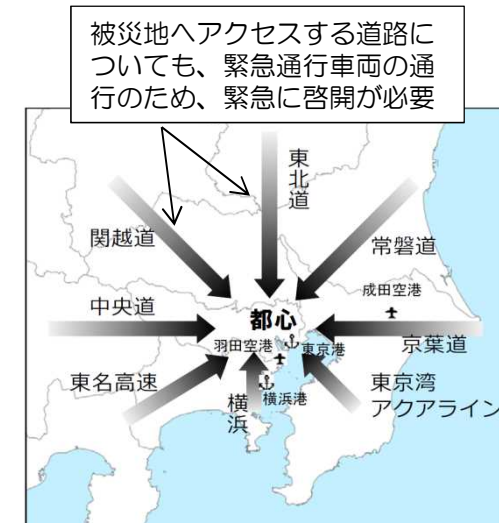 被災地へアクセスする道路に
ついても、緊急通行車両の通
行のため、緊急に啓開が必要
東北道
関越道
常磐道
成田空港
中央道
都心
羽田空港
東京港
京葉道
東名高速
横浜
横浜港
東京湾
アクアライン